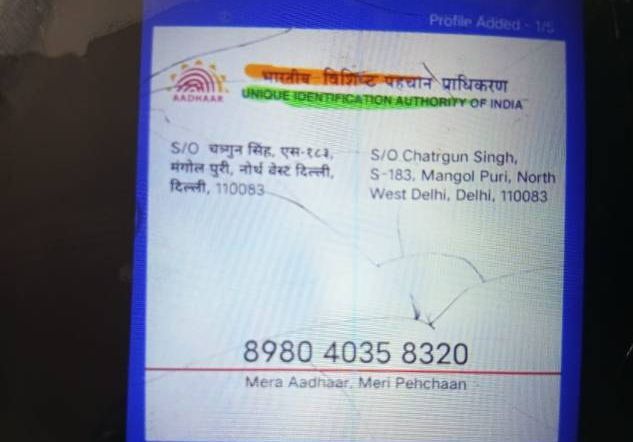 Profile Added - 1/5
भारतीय विशिष्ट पहचान प्राधिकरण
AADHAAR
UNIQUE IDENTIFICATION AUTHORITY OF INDIA
S/O चत्रगुन सिंह, एस-१८३,
मंगोल पुरी, नोर्थ वेस्ट दिल्ली,
दिल्ली, 110083
S/O Chatrgun Singh,
S-183, Mangol Puri, North
West Delhi, Delhi, 110083
8980 4035 8320
Mera Aadhaar, Meri Pehchaan